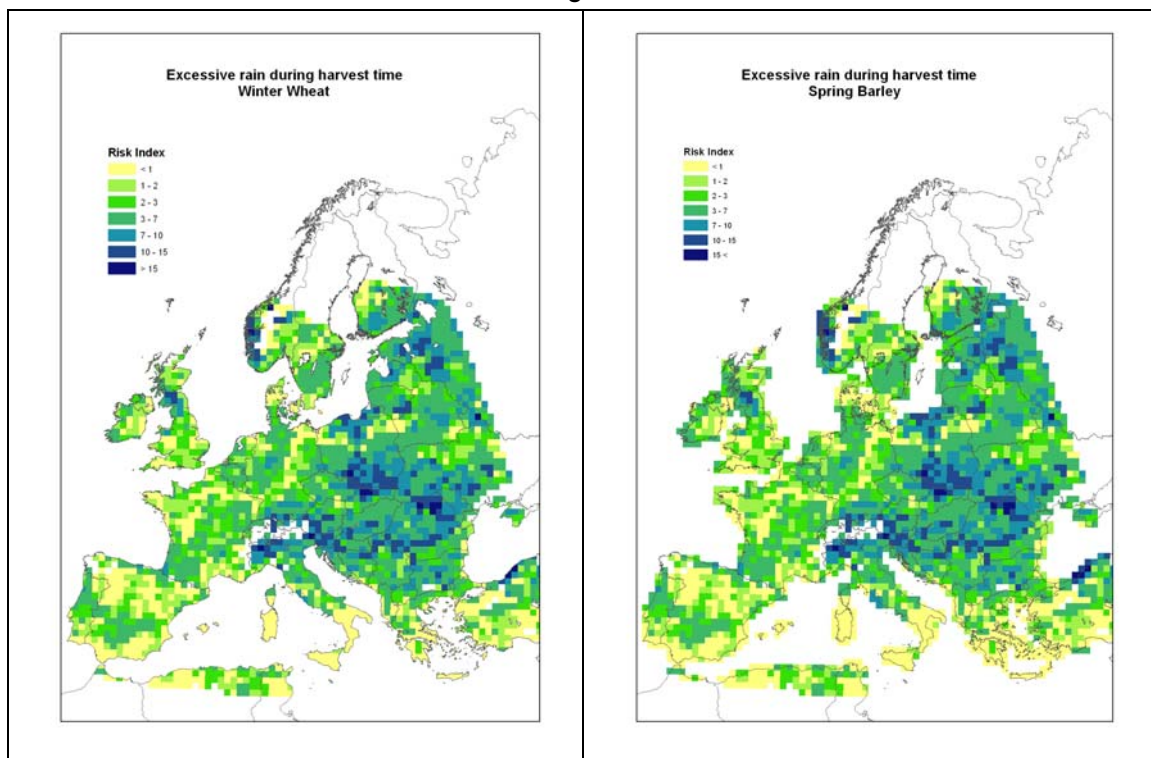 Excessive rain during harvest time
Winter Wheat
Risk Index
< 1
1 - 2
2 - 3
3 - 7
7 - 10
10 - 15
> 15
Excessive rain during harvest time
Spring Barley
Risk Index
< 1
1 - 2
2 - 3
3 - 7
7 - 10
10 - 15
15 <